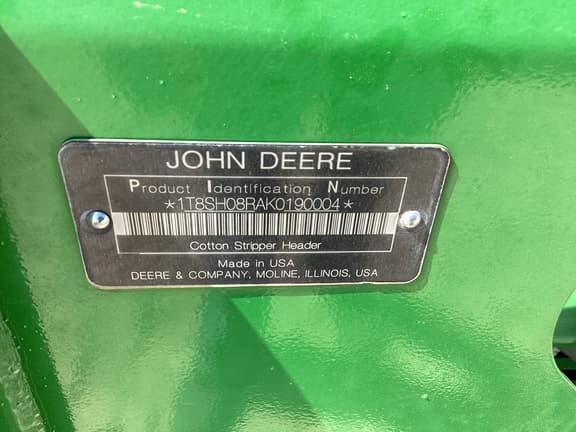 JOHN DEERE
Product Identification Number
*1T8SH08RAK0190004*
Cotton Stripper Header
Made in USA
DEERE & COMPANY, MOLINE, ILLINOIS, USA